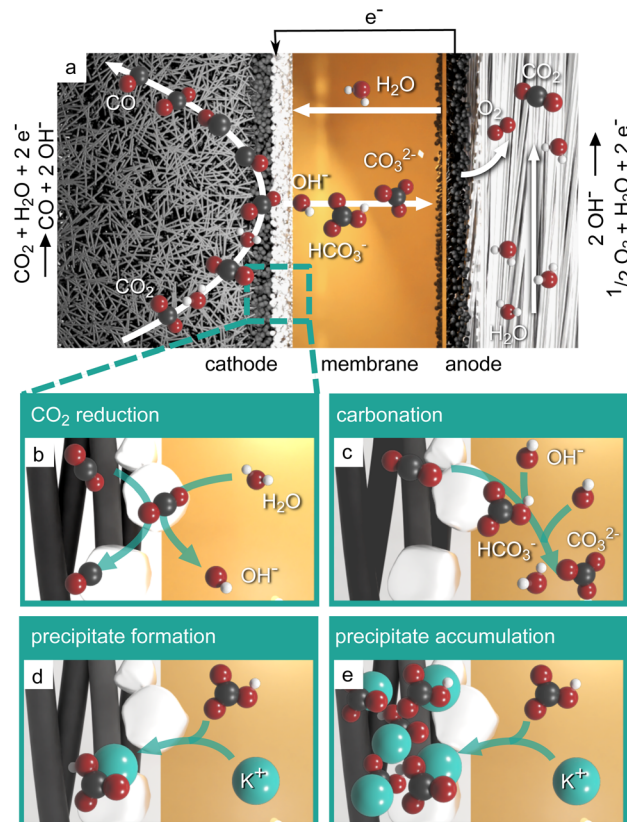 e⁻
a
H₂O
CO₂
CO
O₂
CO₃²⁻
OH⁻
HCO₃⁻
CO₂
H₂O
CO₂ + H₂O + 2 e⁻
→ CO + 2 OH⁻
2 OH⁻ →
1/2 O₂ + H₂O + 2 e⁻
cathode membrane anode
CO₂ reduction
b
H₂O
OH⁻
carbonation
c
OH⁻
HCO₃⁻
CO₃²⁻
precipitate formation
d
K⁺
precipitate accumulation
e
K⁺